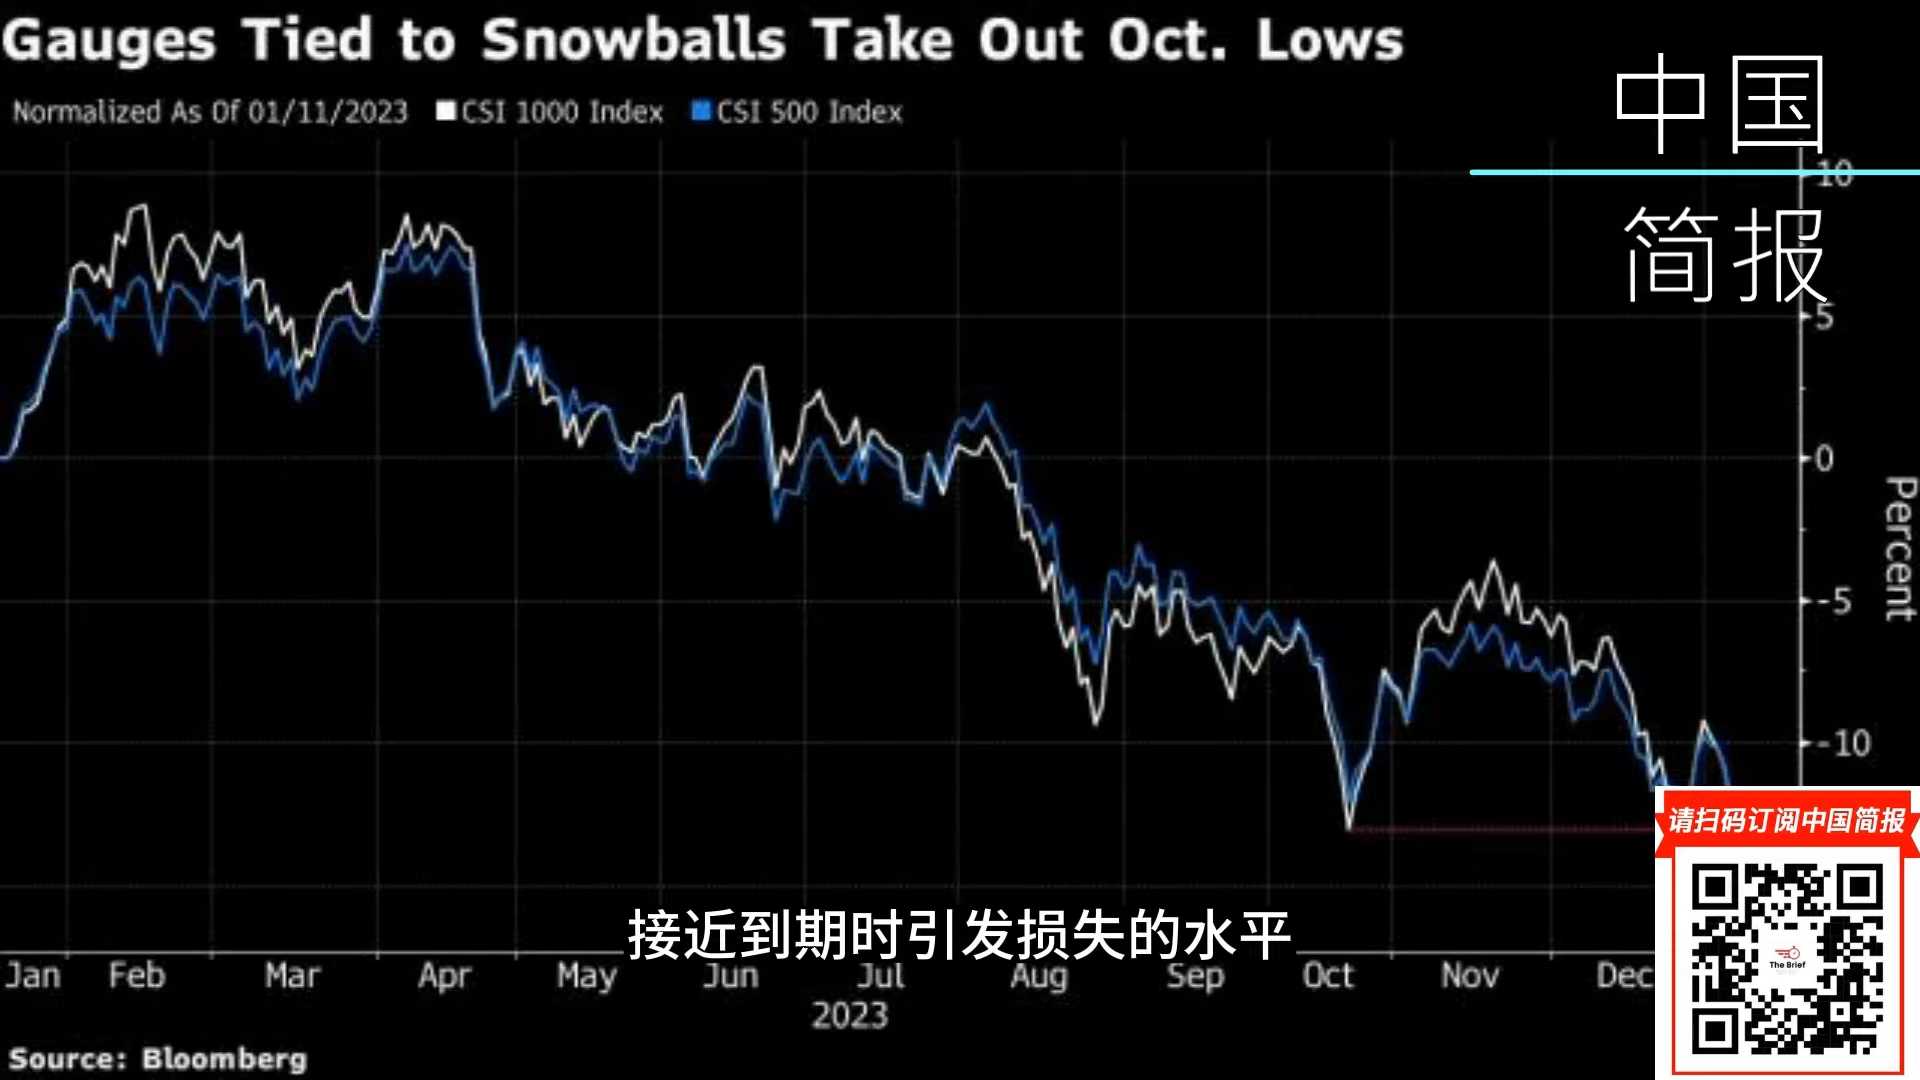 Gauges Tied to Snowballs Take Out Oct. Lows
Normalized As Of 01/11/2023 CSI 1000 Index CSI 500 Index
中国
简报
10
5
0
-5
-10
Percent
请扫码订阅中国简报
The Brief
接近到期时引发损失的水平
Jan Feb Mar Apr May Jun Jul Aug Sep Oct Nov Dec
2023
Source: Bloomberg